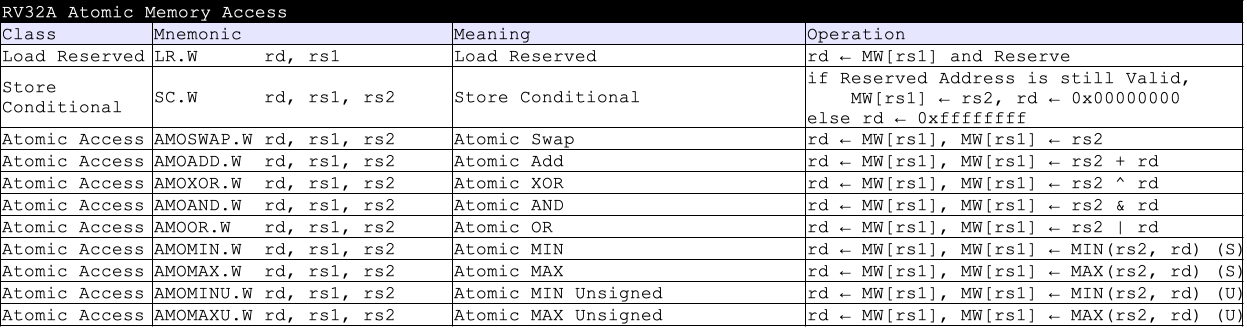 RV32A Atomic Memory Access
Class Mnemonic Meaning Operation
Load Reserved LR.W rd, rs1 Load Reserved rd ← MW[rs1] and Reserve
Store Conditional SC.W rd, rs1, rs2 Store Conditional if Reserved Address is still Valid,
MW[rs1] ← rs2, rd ← 0x00000000
else rd ← 0xffffffff
Atomic Access AMOSWAP.W rd, rs1, rs2 Atomic Swap rd ← MW[rs1], MW[rs1] ← rs2
Atomic Access AMOADD.W rd, rs1, rs2 Atomic Add rd ← MW[rs1], MW[rs1] ← rs2 + rd
Atomic Access AMOXOR.W rd, rs1, rs2 Atomic XOR rd ← MW[rs1], MW[rs1] ← rs2 ^ rd
Atomic Access AMOAND.W rd, rs1, rs2 Atomic AND rd ← MW[rs1], MW[rs1] ← rs2 & rd
Atomic Access AMOOR.W rd, rs1, rs2 Atomic OR rd ← MW[rs1], MW[rs1] ← rs2 | rd
Atomic Access AMOMIN.W rd, rs1, rs2 Atomic MIN rd ← MW[rs1], MW[rs1] ← MIN(rs2, rd) (S)
Atomic Access AMOMAX.W rd, rs1, rs2 Atomic MAX rd ← MW[rs1], MW[rs1] ← MAX(rs2, rd) (S)
Atomic Access AMOMINU.W rd, rs1, rs2 Atomic MIN Unsigned rd ← MW[rs1], MW[rs1] ← MIN(rs2, rd) (U)
Atomic Access AMOMAXU.W rd, rs1, rs2 Atomic MAX Unsigned rd ← MW[rs1], MW[rs1] ← MAX(rs2, rd) (U)